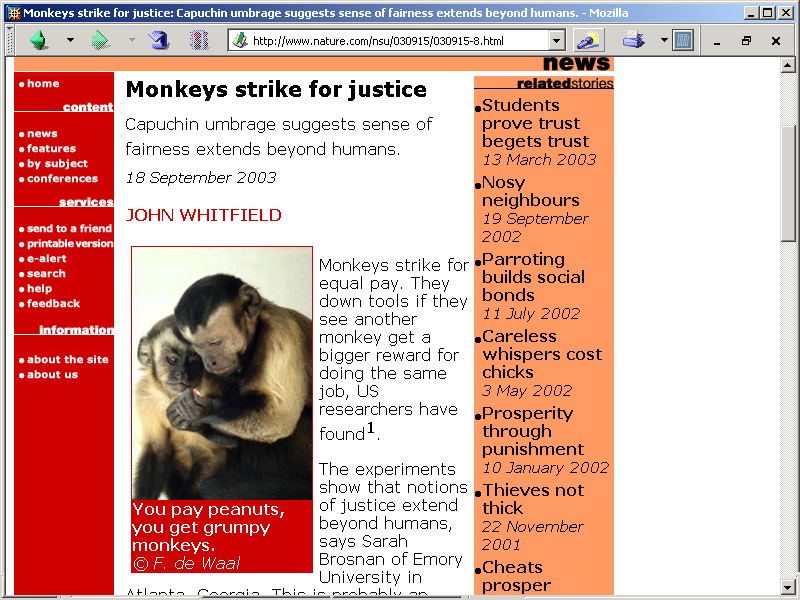 Monkeys strike for justice: Capuchin umbrage suggests sense of fairness extends beyond humans. - Mozilla
http://www.nature.com/nsu/030915/030915-8.html
news
home
content
news
features
by subject
conferences
services
send to a friend
printable version
e-alert
search
help
feedback
information
about the site
about us
Monkeys strike for justice
Capuchin umbrage suggests sense of
fairness extends beyond humans.
18 September 2003
JOHN WHITFIELD
You pay peanuts,
you get grumpy
monkeys.
© F. de Waal
Monkeys strike for
equal pay. They
down tools if they
see another
monkey get a
bigger reward for
doing the same
job, US
researchers have
found1.
The experiments
show that notions
of justice extend
beyond humans,
says Sarah
Brosnan of Emory
University in
Atlanta, Georgia. This is probably an
relatedstories
Students
prove trust
begets trust
13 March 2003
Nosy
neighbours
19 September
2002
Parroting
builds social
bonds
11 July 2002
Careless
whispers cost
chicks
3 May 2002
Prosperity
through
punishment
10 January 2002
Thieves not
thick
22 November
2001
Cheats
prosper